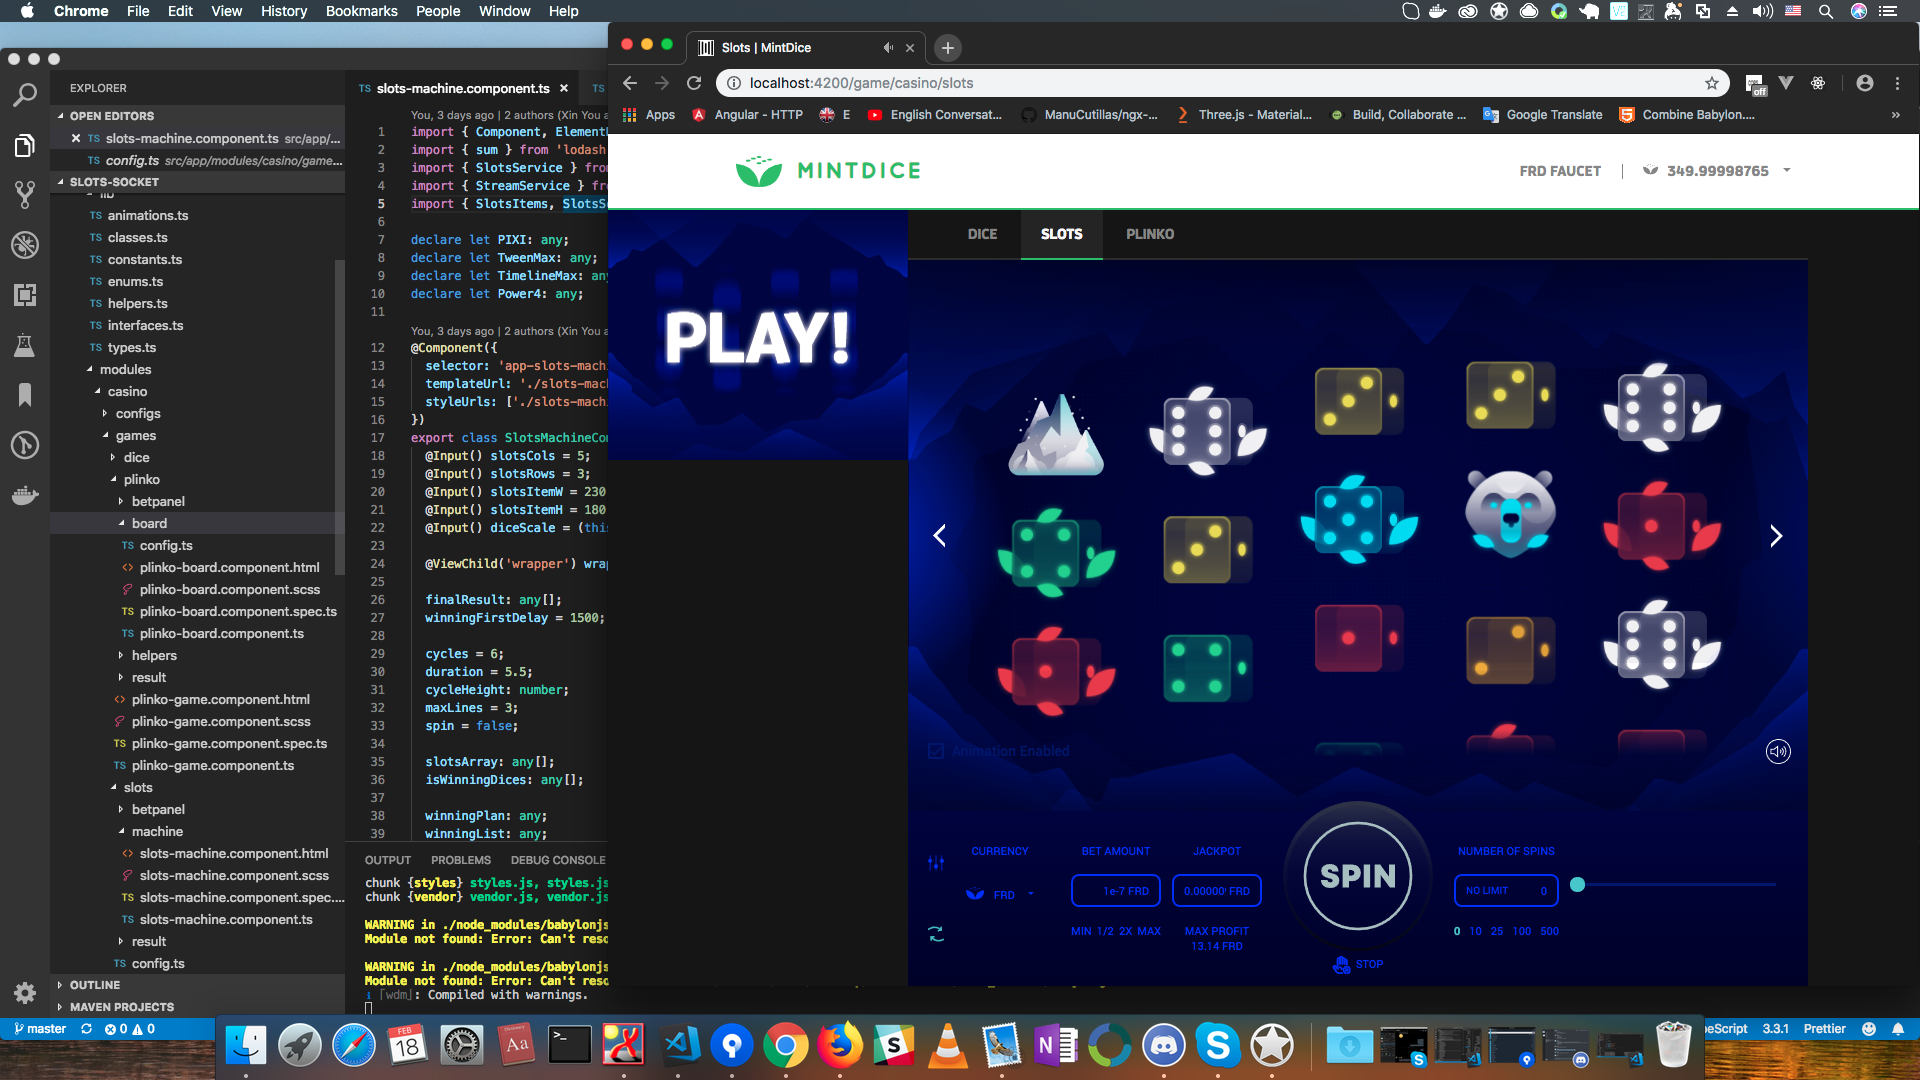 Chrome File Edit View History Bookmarks People Window Help
EXPLORER
OPEN EDITORS
TS slots-machine.component.ts src/app/...
TS config.ts src/app/modules/casino/game...
SLOTS-SOCKET
lib
TS animations.ts
TS classes.ts
TS constants.ts
TS enums.ts
TS helpers.ts
TS interfaces.ts
TS types.ts
modules
casino
configs
games
dice
plinko
betpanel
board
TS config.ts
<> plinko-board.component.html
plinko-board.component.scss
TS plinko-board.component.spec.ts
TS plinko-board.component.ts
helpers
result
<> plinko-game.component.html
plinko-game.component.scss
TS plinko-game.component.spec.ts
TS plinko-game.component.ts
slots
betpanel
machine
<> slots-machine.component.html
slots-machine.component.scss
TS slots-machine.component.spec....
TS slots-machine.component.ts
result
TS config.ts
OUTLINE
MAVEN PROJECTS
master 0 0
TS slots-machine.component.ts × TS
You, 3 days ago | 2 authors (Xin You a
1 import { Component, Element
2 import { sum } from 'lodash
3 import { SlotsService } from
4 import { StreamService } fro
5 import { SlotsItems, SlotsS
6
7 declare let PIXI: any;
8 declare let TweenMax: any;
9 declare let TimelineMax: any
10 declare let Power4: any;
11
You, 3 days ago | 2 authors (Xin You a
12 @Component({
13 selector: 'app-slots-mach
14 templateUrl: './slots-mac
15 styleUrls: ['./slots-mach
16 })
17 export class SlotsMachineCom
18 @Input() slotsCols = 5;
19 @Input() slotsRows = 3;
20 @Input() slotsItemW = 230
21 @Input() slotsItemH = 180
22 @Input() diceScale = (this
23
24 @ViewChild('wrapper') wrap
25
26 finalResult: any[];
27 winningFirstDelay = 1500;
28
29 cycles = 6;
30 duration = 5.5;
31 cycleHeight: number;
32 maxLines = 3;
33 spin = false;
34
35 slotsArray: any[];
36 isWinningDices: any[];
37
38 winningPlan: any;
39 winningList: any;
OUTPUT PROBLEMS DEBUG CONSOLE
chunk {styles} styles.js, styles.js
chunk {vendor} vendor.js, vendor.js
WARNING in ./node_modules/babylonjs
Module not found: Error: Can't reso
WARNING in ./node_modules/babylonjs
Module not found: Error: Can't reso
i ｢wdm｣: Compiled with warnings.
Slots | MintDice
localhost:4200/game/casino/slots
off
Apps Angular - HTTP E English Conversat... ManuCutillas/ngx-... Three.js - Material... Build, Collaborate ... Google Translate Combine Babylon.... »
MINTDICE
FRD FAUCET | 349.99998765
DICE SLOTS PLINKO
PLAY!
Animation Enabled
CURRENCY BET AMOUNT JACKPOT NUMBER OF SPINS
SPIN
FRD 1e-7 FRD 0.00000' FRD NO LIMIT 0
MIN 1/2 2X MAX MAX PROFIT 0 10 25 100 500
13.14 FRD
STOP
FEB
18
Aa
>_
S
N
S
peScript 3.3.1 Prettier